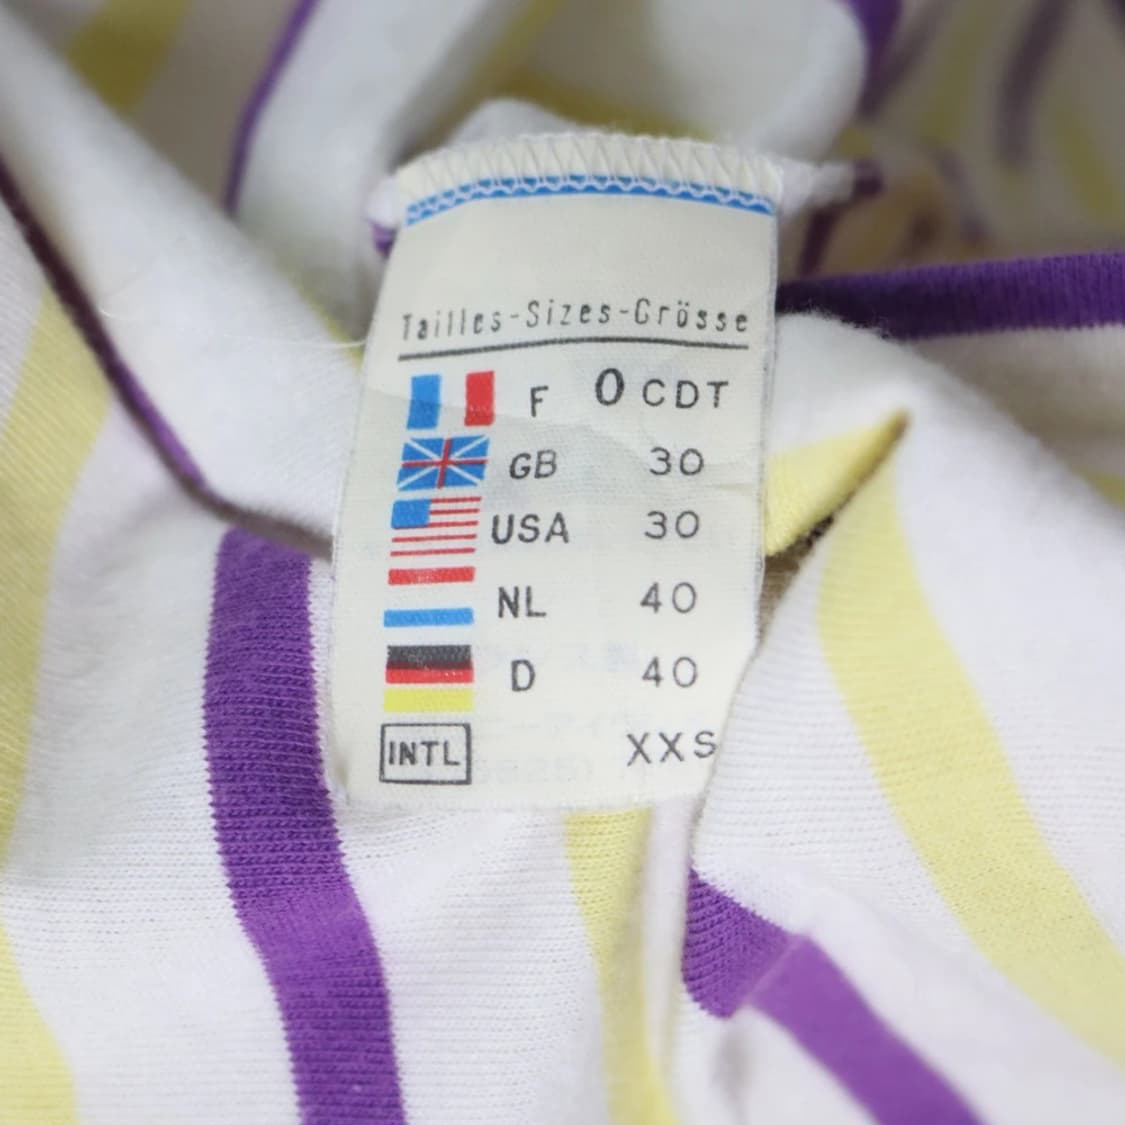 Tailles-Sizes-Grösse
F 0 CDT
GB 30
USA 30
NL 40
D 40
INTL XXS